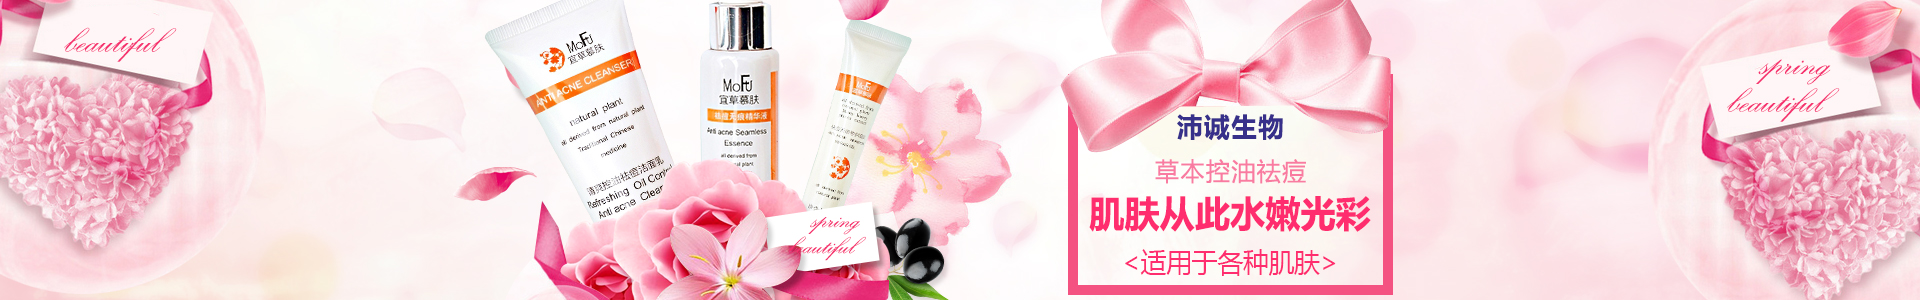 beautiful
MoFu
宜草慕肤
ANTI ACNE CLEANSER
natural plant
all derived from natural plant
Traditional Chinese
medicine
清爽控油祛痘洁面乳
Refreshing Oil Con
Anti acne Clea
MoFu
宜草慕肤
祛痘无痕精华液
Anti acne Seamless
Essence
all derived from
plant
MoFu
spring
beautiful
沛诚生物
草本控油祛痘
肌肤从此水嫩光彩
<适用于各种肌肤>
spring
beautiful